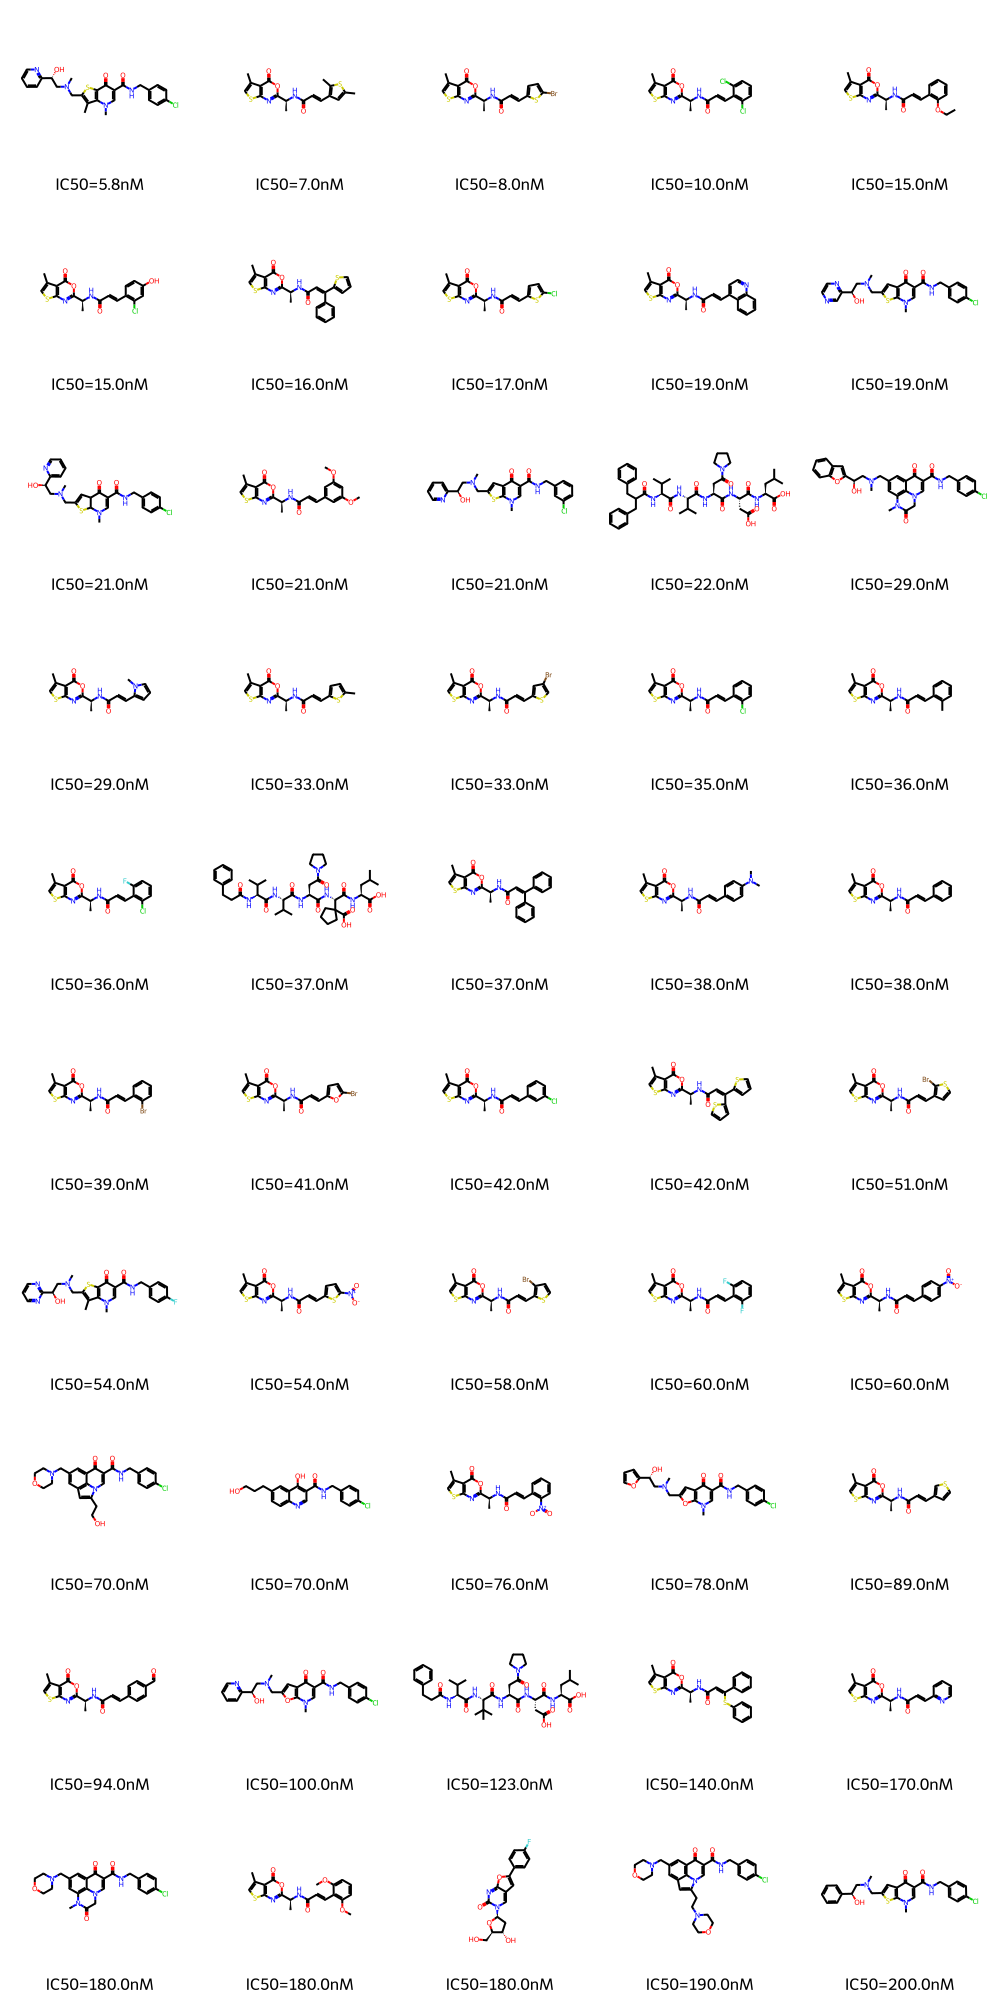 IC50=5.8nM IC50=7.0nM IC50=8.0nM IC50=10.0nM IC50=15.0nM
IC50=15.0nM IC50=16.0nM IC50=17.0nM IC50=19.0nM IC50=19.0nM
IC50=21.0nM IC50=21.0nM IC50=21.0nM IC50=22.0nM IC50=29.0nM
IC50=29.0nM IC50=33.0nM IC50=33.0nM IC50=35.0nM IC50=36.0nM
IC50=36.0nM IC50=37.0nM IC50=37.0nM IC50=38.0nM IC50=38.0nM
IC50=39.0nM IC50=41.0nM IC50=42.0nM IC50=42.0nM IC50=51.0nM
IC50=54.0nM IC50=54.0nM IC50=58.0nM IC50=60.0nM IC50=60.0nM
IC50=70.0nM IC50=70.0nM IC50=76.0nM IC50=78.0nM IC50=89.0nM
IC50=94.0nM IC50=100.0nM IC50=123.0nM IC50=140.0nM IC50=170.0nM
IC50=180.0nM IC50=180.0nM IC50=180.0nM IC50=190.0nM IC50=200.0nM